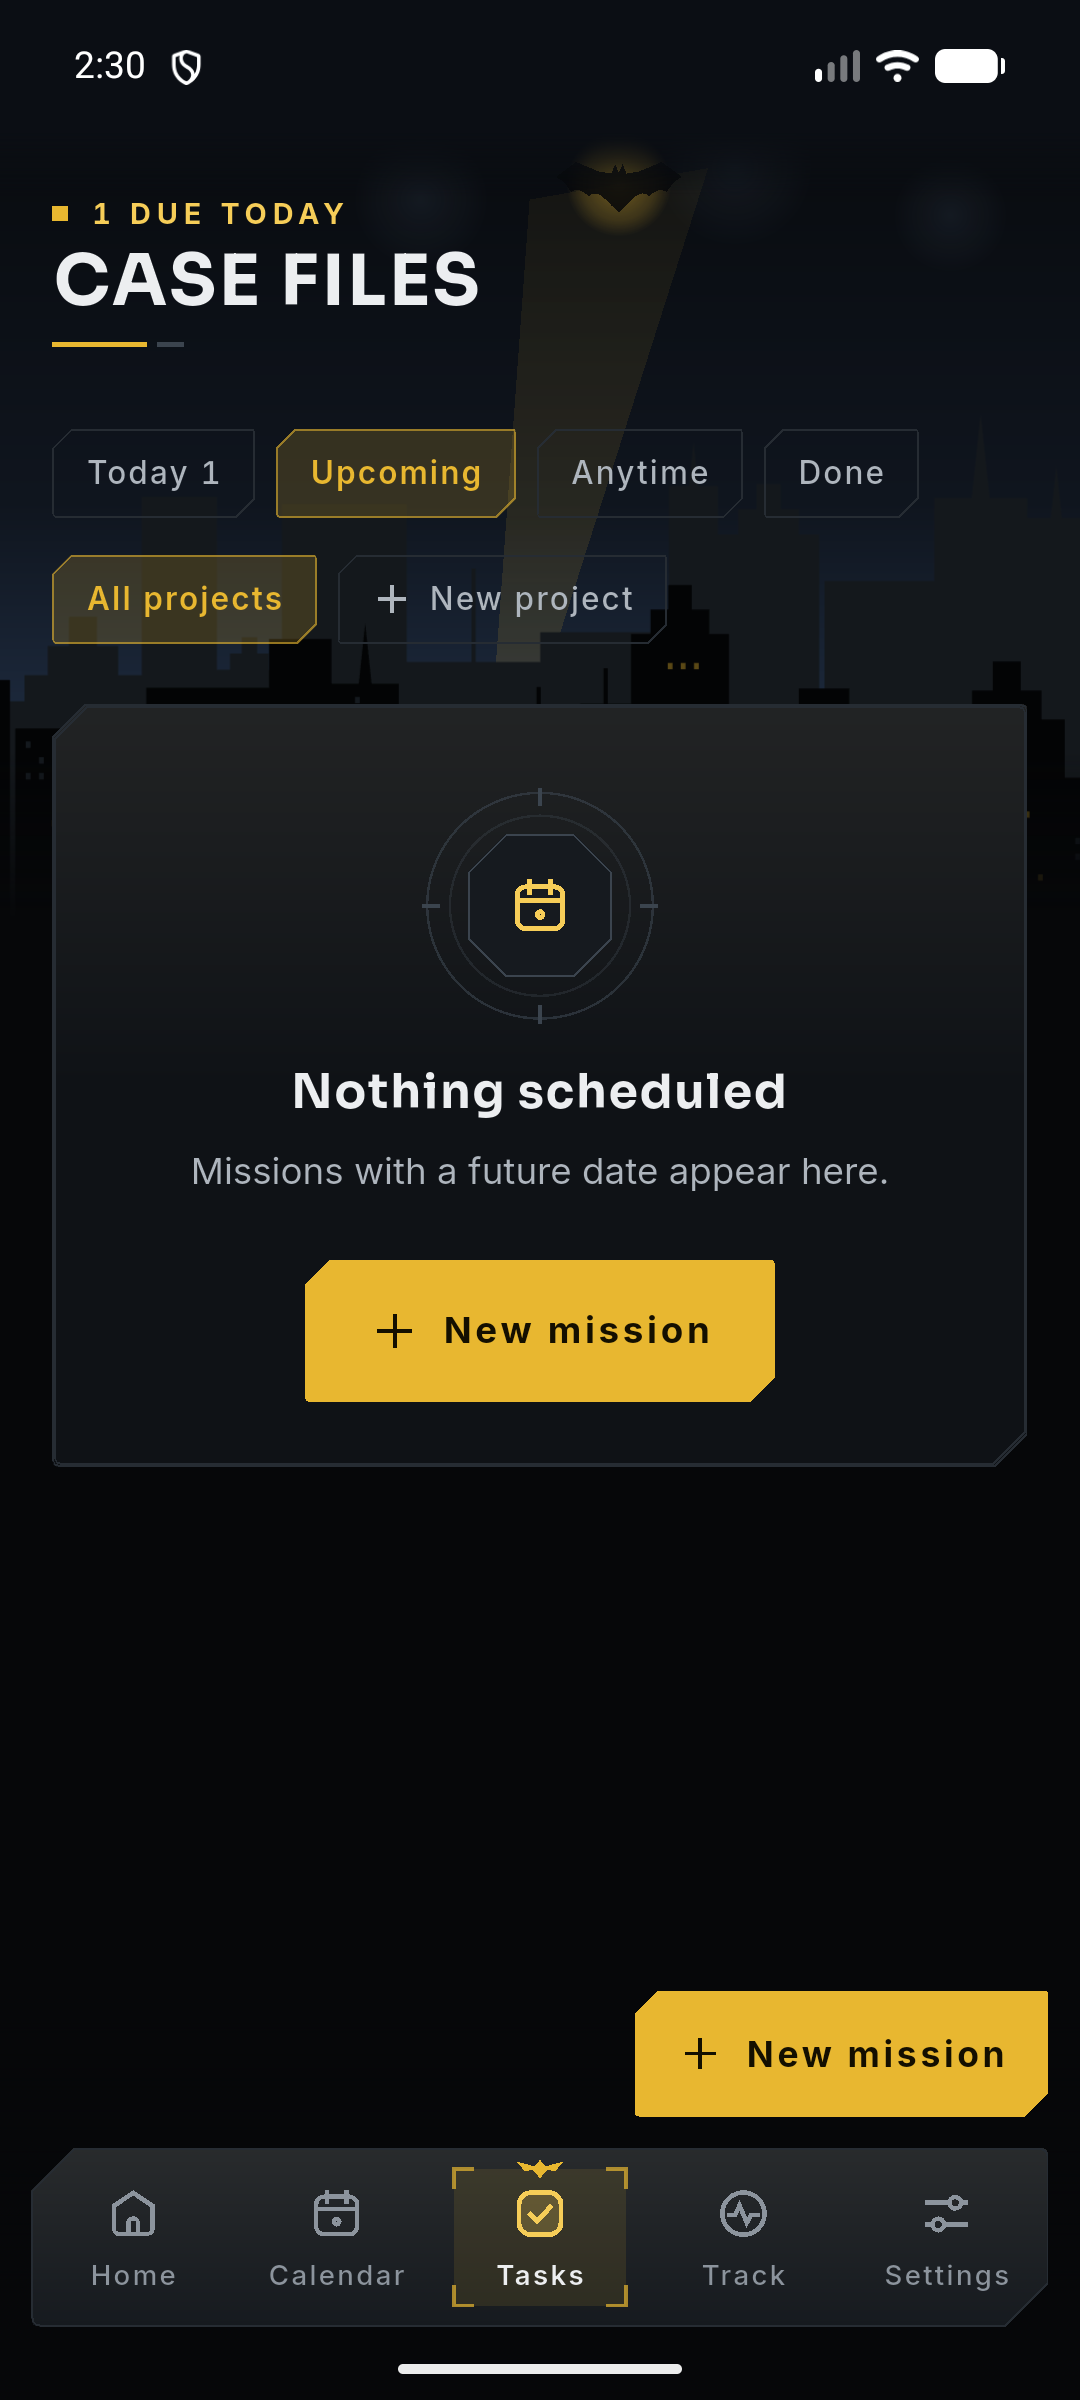 2:30
1 DUE TODAY
CASE FILES
Today 1 Upcoming Anytime Done
All projects New project
Nothing scheduled
Missions with a future date appear here.
New mission
New mission
Home Calendar Tasks Track Settings